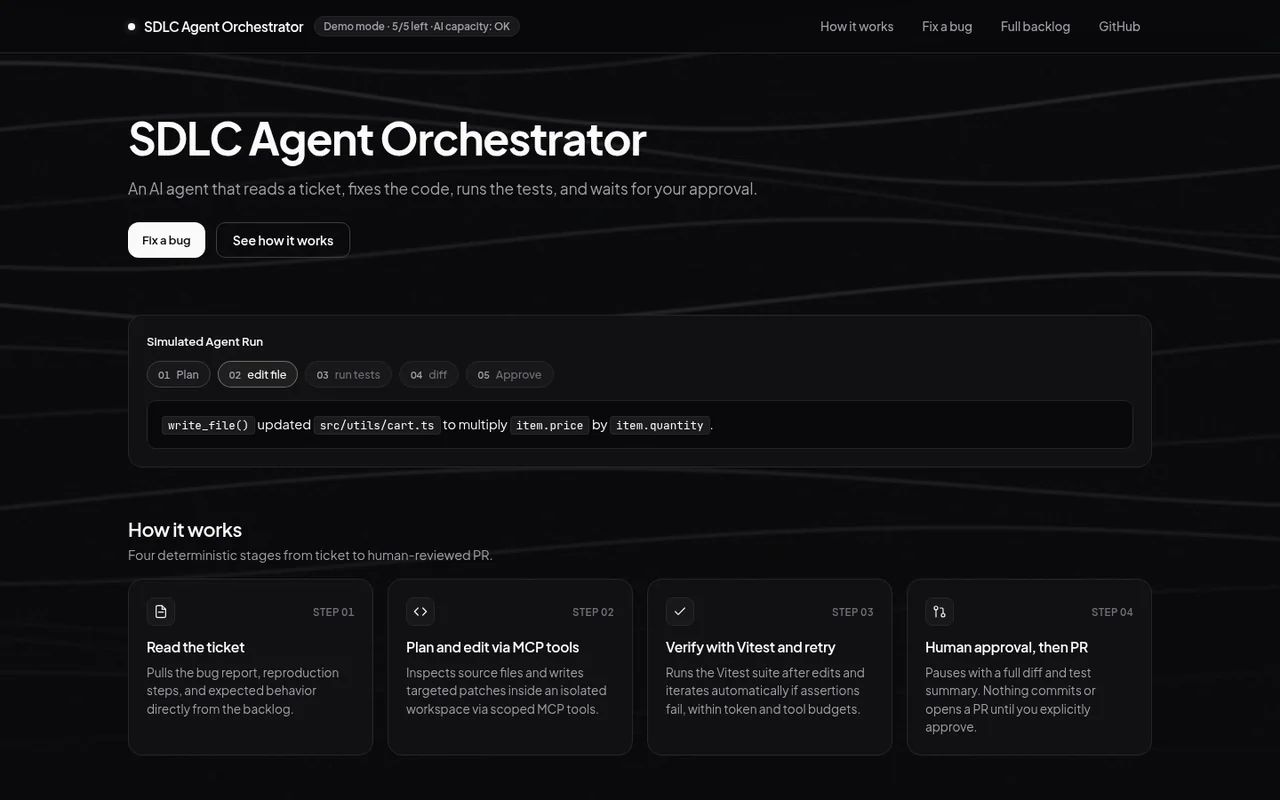 SDLC Agent Orchestrator
Demo mode · 5/5 left ·AI capacity: OK
How it works
Fix a bug
Full backlog
GitHub
SDLC Agent Orchestrator
An AI agent that reads a ticket, fixes the code, runs the tests, and waits for your approval.
Fix a bug
See how it works
Simulated Agent Run
01 Plan
02 edit file
03 run tests
04 diff
05 Approve
write_file() updated src/utils/cart.ts to multiply item.price by item.quantity.
How it works
Four deterministic stages from ticket to human-reviewed PR.
STEP 01
Read the ticket
Pulls the bug report, reproduction
steps, and expected behavior
directly from the backlog.
STEP 02
Plan and edit via MCP tools
Inspects source files and writes
targeted patches inside an isolated
workspace via scoped MCP tools.
STEP 03
Verify with Vitest and retry
Runs the Vitest suite after edits and
iterates automatically if assertions
fail, within token and tool budgets.
STEP 04
Human approval, then PR
Pauses with a full diff and test
summary. Nothing commits or
opens a PR until you explicitly
approve.